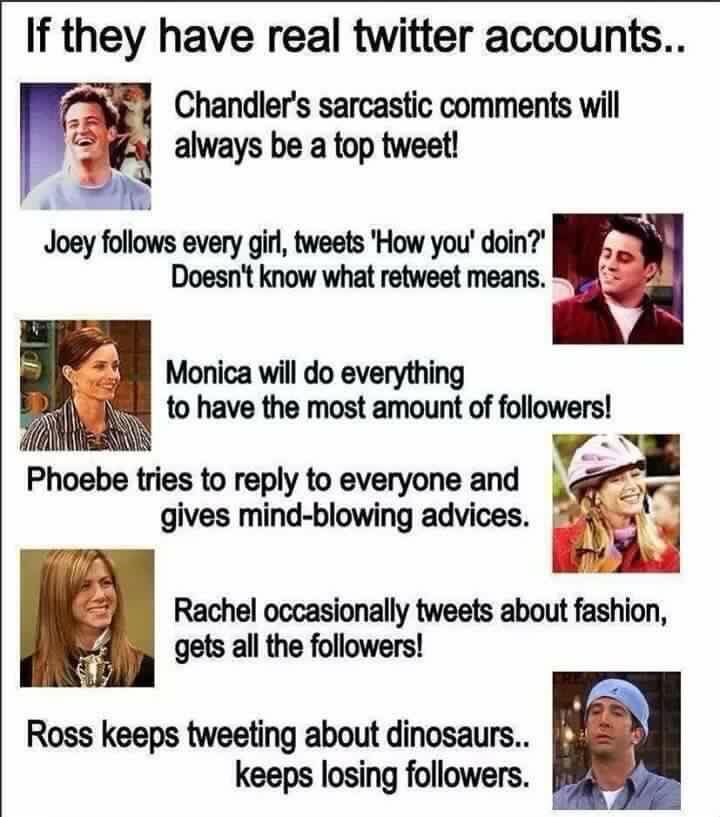 If they have real twitter accounts..
Chandler's sarcastic comments will
always be a top tweet!
Joey follows every girl, tweets 'How you' doin?'
Doesn't know what retweet means.
Monica will do everything
to have the most amount of followers!
Phoebe tries to reply to everyone and
gives mind-blowing advices.
Rachel occasionally tweets about fashion,
gets all the followers!
Ross keeps tweeting about dinosaurs..
keeps losing followers.